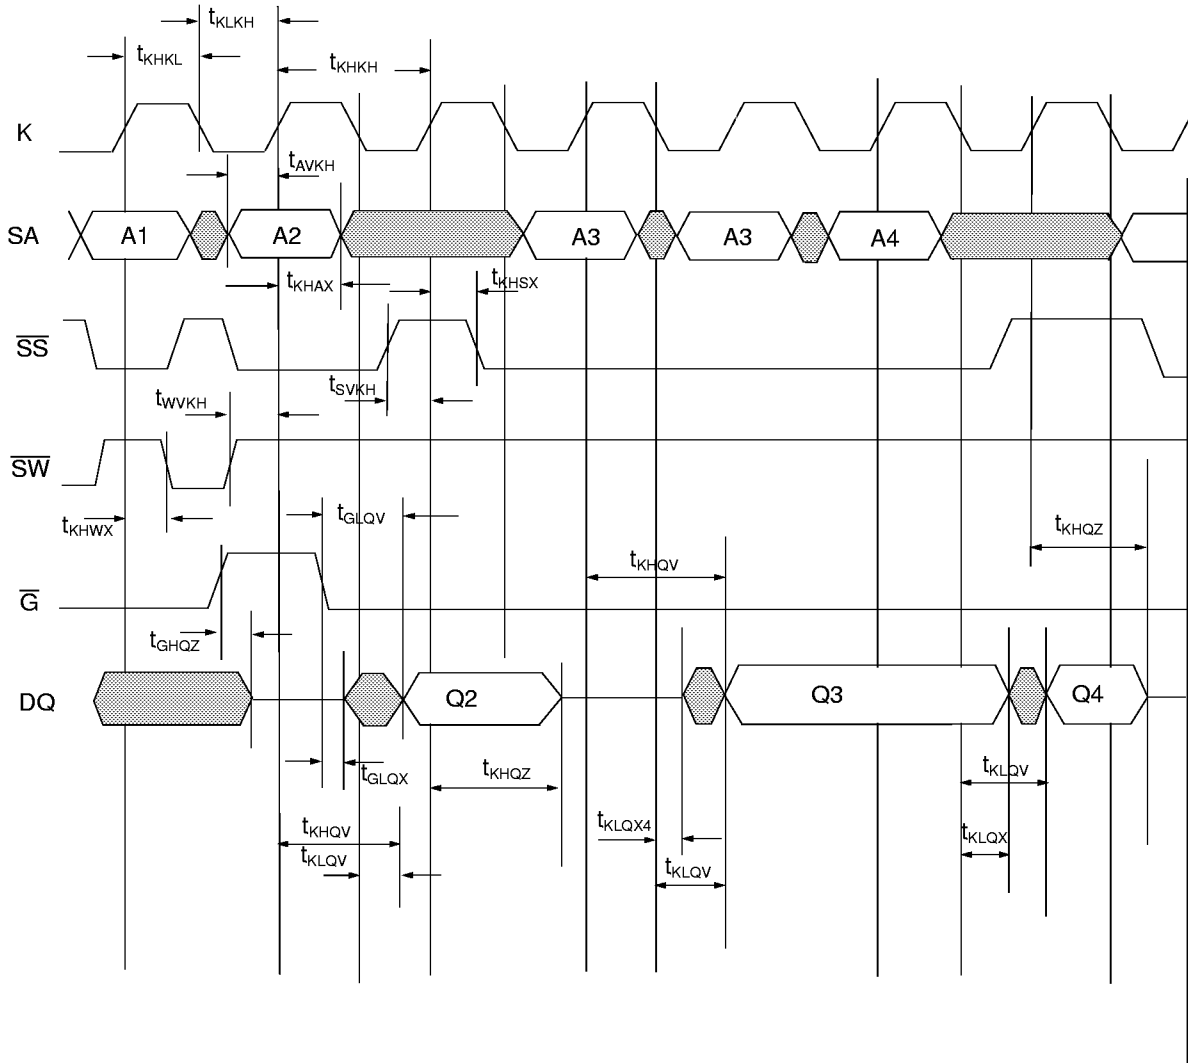 tKLKH
tKHKL
tKHKH
K
tAVKH
SA A1 A2 A3 A3 A4
tKHAX tKHSX
SS
tSVKH
tWVKH
SW
tGLQV
tKHWX tKHQZ
tKHQV
G
tGHQZ
DQ Q2 Q3 Q4
tGLQX tKHQZ tKLQV
tKHQV tKLQX4 tKLQX
tKLQV tKLQV